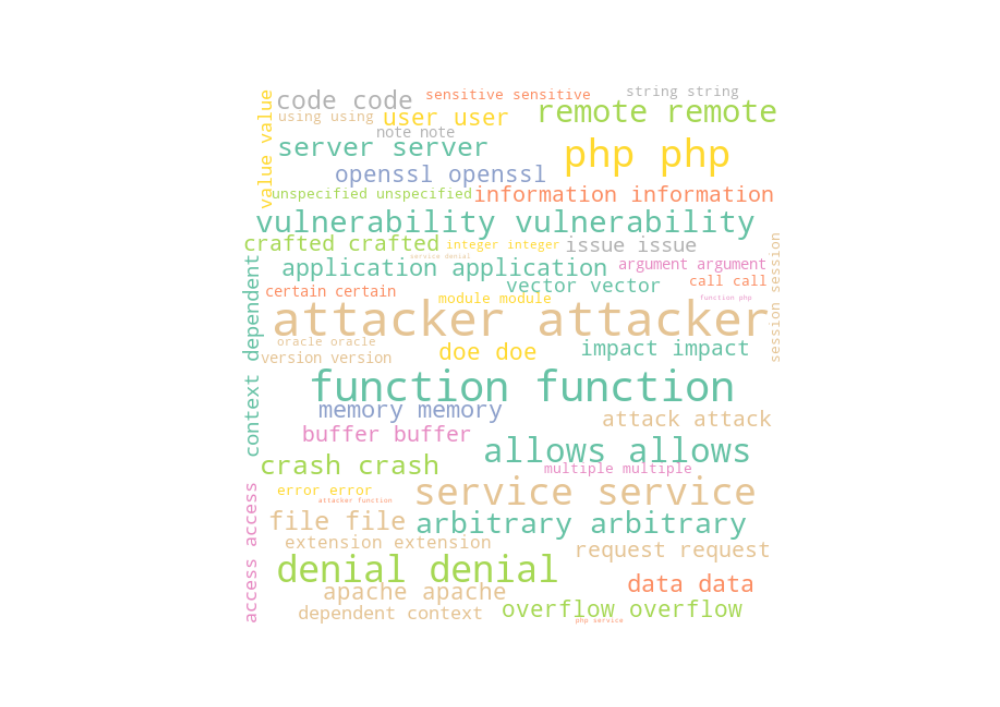 string string
sensitive sensitive
code code
remote remote
using using
user user
value value
note note
server server
php php
openssl openssl
unspecified unspecified
information information
vulnerability vulnerability
crafted crafted
integer integer
issue issue
service denial
application application
argument argument
session session
vector vector
call call
certain certain
module module
function php
context dependent
attacker attacker
oracle oracle
version version
doe doe
impact impact
function function
memory memory
attack attack
buffer buffer
allows allows
crash crash
multiple multiple
error error
attacker function
service service
access access
file file
arbitrary arbitrary
extension extension
request request
denial denial
data data
apache apache
dependent context
overflow overflow
php service